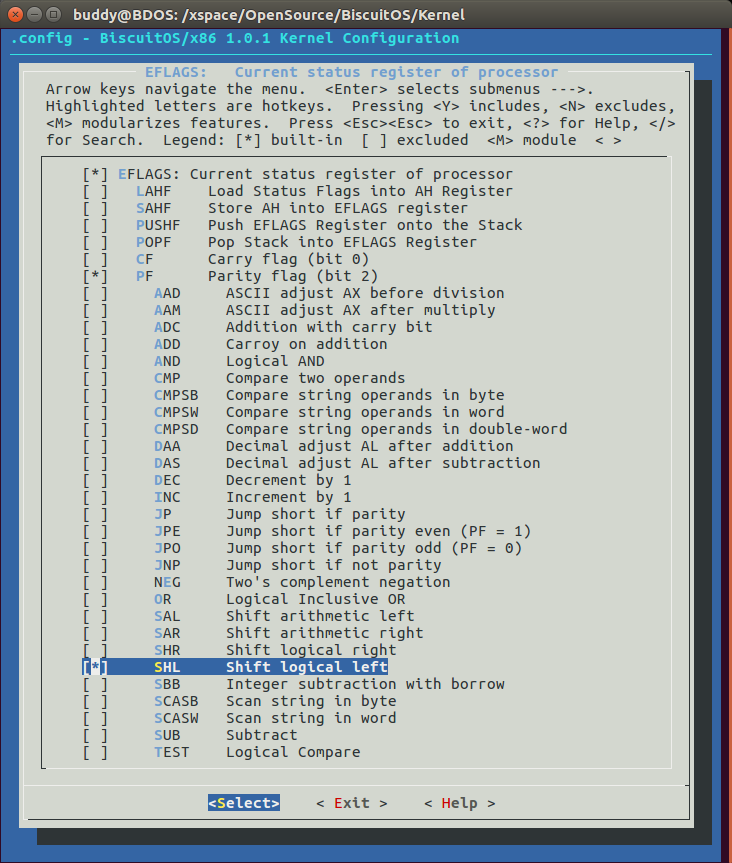 buddy@BDOS: /xspace/OpenSource/BiscuitOS/Kernel
.config - BiscuitOS/x86 1.0.1 Kernel Configuration
EFLAGS:   Current status register of processor
Arrow keys navigate the menu.  <Enter> selects submenus --->.
Highlighted letters are hotkeys.  Pressing <Y> includes, <N> excludes,
<M> modularizes features.  Press <Esc><Esc> to exit, <?> for Help, </>
for Search.  Legend: [*] built-in  [ ] excluded  <M> module  < >
[*] EFLAGS: Current status register of processor
[ ]   LAHF    Load Status Flags into AH Register
[ ]   SAHF    Store AH into EFLAGS register
[ ]   PUSHF   Push EFLAGS Register onto the Stack
[ ]   POPF    Pop Stack into EFLAGS Register
[ ]   CF      Carry flag (bit 0)
[*]   PF      Parity flag (bit 2)
[ ]     AAD     ASCII adjust AX before division
[ ]     AAM     ASCII adjust AX after multiply
[ ]     ADC     Addition with carry bit
[ ]     ADD     Carroy on addition
[ ]     AND     Logical AND
[ ]     CMP     Compare two operands
[ ]     CMPSB   Compare string operands in byte
[ ]     CMPSW   Compare string operands in word
[ ]     CMPSD   Compare string operands in double-word
[ ]     DAA     Decimal adjust AL after addition
[ ]     DAS     Decimal adjust AL after subtraction
[ ]     DEC     Decrement by 1
[ ]     INC     Increment by 1
[ ]     JP      Jump short if parity
[ ]     JPE     Jump short if parity even (PF = 1)
[ ]     JPO     Jump short if parity odd (PF = 0)
[ ]     JNP     Jump short if not parity
[ ]     NEG     Two's complement negation
[ ]     OR      Logical Inclusive OR
[ ]     SAL     Shift arithmetic left
[ ]     SAR     Shift arithmetic right
[ ]     SHR     Shift logical right
[*]     SHL     Shift logical left
[ ]     SBB     Integer subtraction with borrow
[ ]     SCASB   Scan string in byte
[ ]     SCASW   Scan string in word
[ ]     SUB     Subtract
[ ]     TEST    Logical Compare
<Select>    < Exit >    < Help >